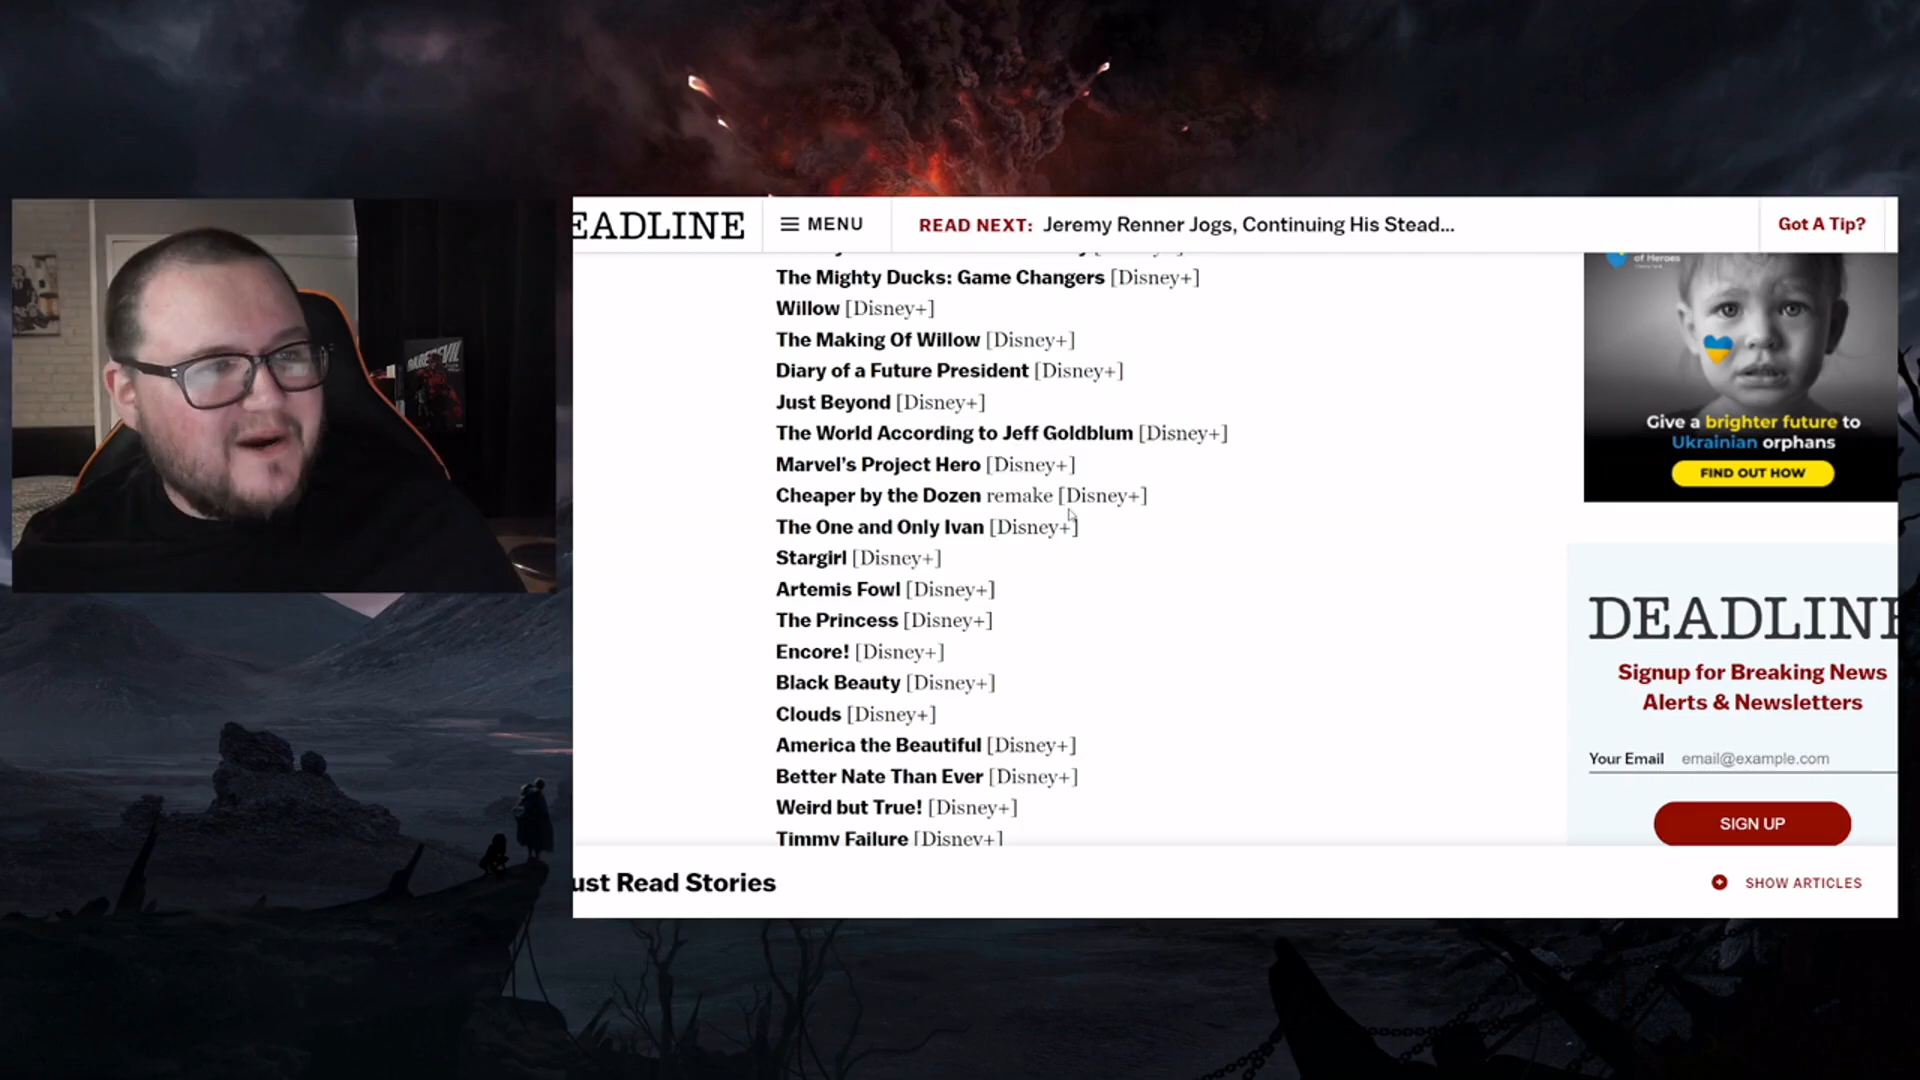 EADLINE
MENU
READ NEXT: Jeremy Renner Jogs, Continuing His Stead...
Got A Tip?
The Mighty Ducks: Game Changers [Disney+]
Willow [Disney+]
The Making Of Willow [Disney+]
Diary of a Future President [Disney+]
Just Beyond [Disney+]
The World According to Jeff Goldblum [Disney+]
Marvel's Project Hero [Disney+]
Cheaper by the Dozen remake [Disney+]
The One and Only Ivan [Disney+]
Stargirl [Disney+]
Artemis Fowl [Disney+]
The Princess [Disney+]
Encore! [Disney+]
Black Beauty [Disney+]
Clouds [Disney+]
America the Beautiful [Disney+]
Better Nate Than Ever [Disney+]
Weird but True! [Disney+]
Timmy Failure [Disney+]
ust Read Stories
SHOW ARTICLES
of Heroes
Give a brighter future to
Ukrainian orphans
FIND OUT HOW
DEADLINE
Signup for Breaking News
Alerts & Newsletters
Your Email email@example.com
SIGN UP
DAREDEVIL